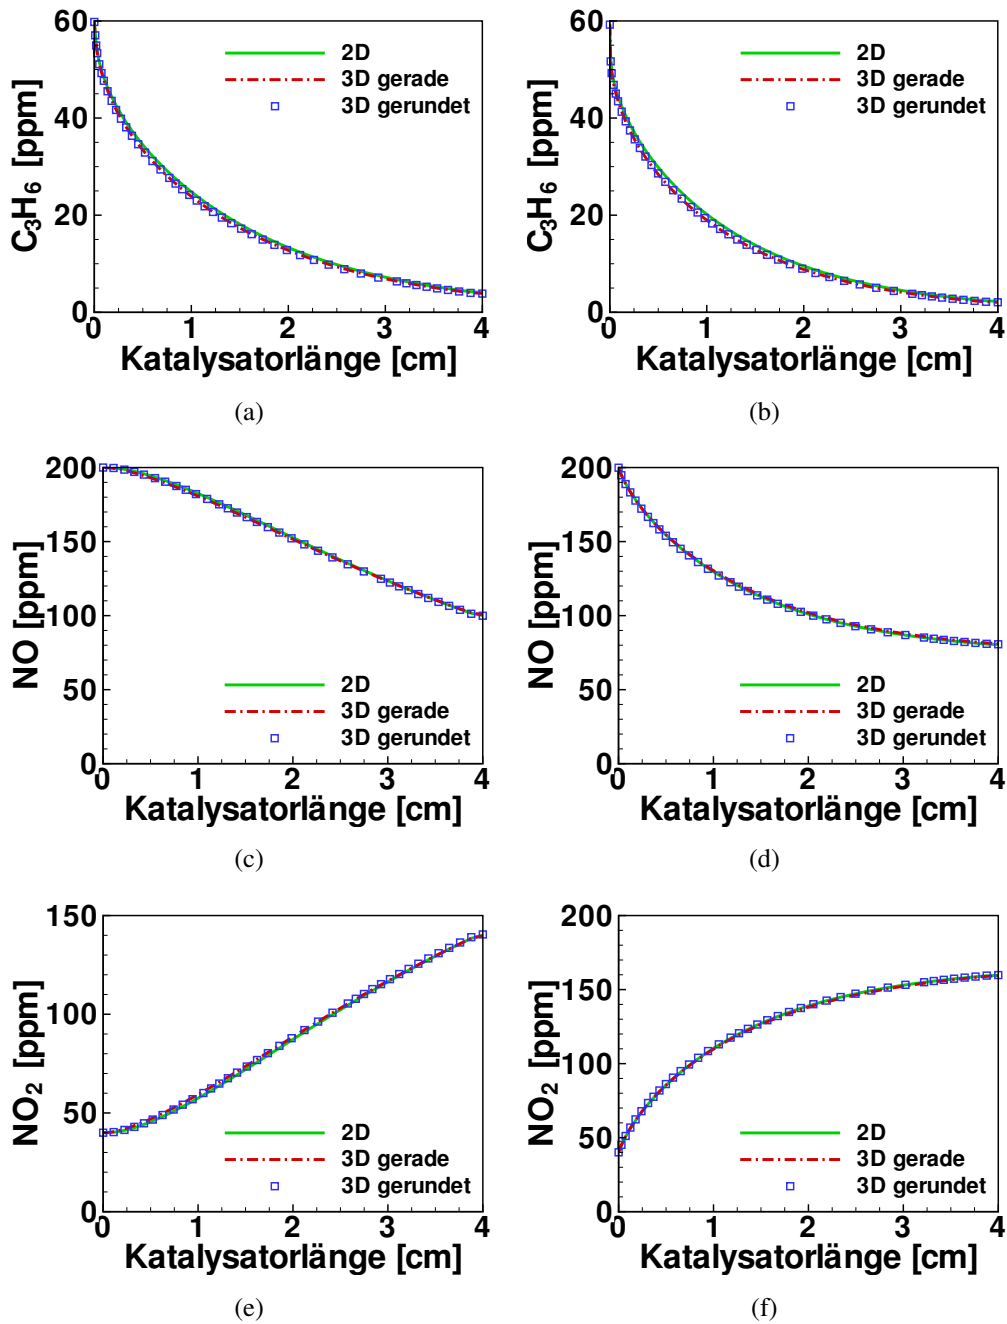 60
40
20
0
C₃H₆ [ppm]
2D
3D gerade
3D gerundet
0 1 2 3 4
Katalysatorlänge [cm]
(a)
60
40
20
0
C₃H₆ [ppm]
2D
3D gerade
3D gerundet
0 1 2 3 4
Katalysatorlänge [cm]
(b)
200
150
100
50
0
NO [ppm]
2D
3D gerade
3D gerundet
0 1 2 3 4
Katalysatorlänge [cm]
(c)
200
150
100
50
0
NO [ppm]
2D
3D gerade
3D gerundet
0 1 2 3 4
Katalysatorlänge [cm]
(d)
150
100
50
0
NO₂ [ppm]
2D
3D gerade
3D gerundet
0 1 2 3 4
Katalysatorlänge [cm]
(e)
200
150
100
50
0
NO₂ [ppm]
2D
3D gerade
3D gerundet
0 1 2 3 4
Katalysatorlänge [cm]
(f)